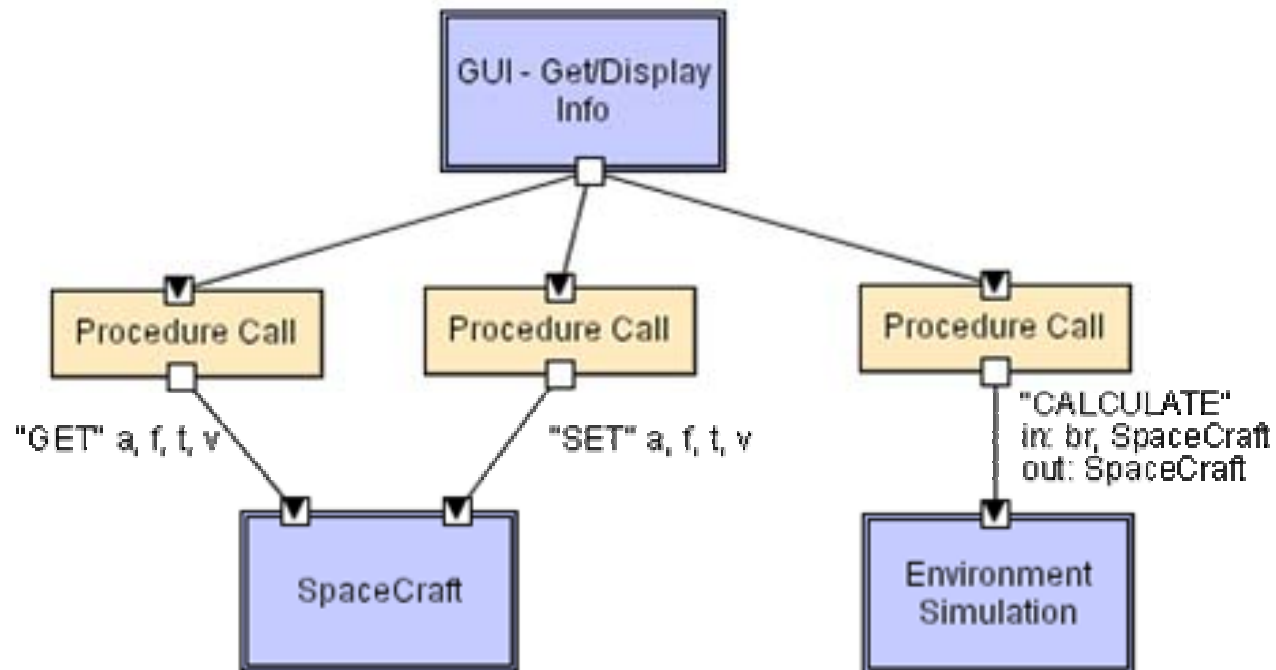 GUI - Get/Display
Info
Procedure Call
Procedure Call
Procedure Call
"GET" a, f, t, v
"SET" a, f, t, v
"CALCULATE"
in: br, SpaceCraft
out: SpaceCraft
SpaceCraft
Environment
Simulation